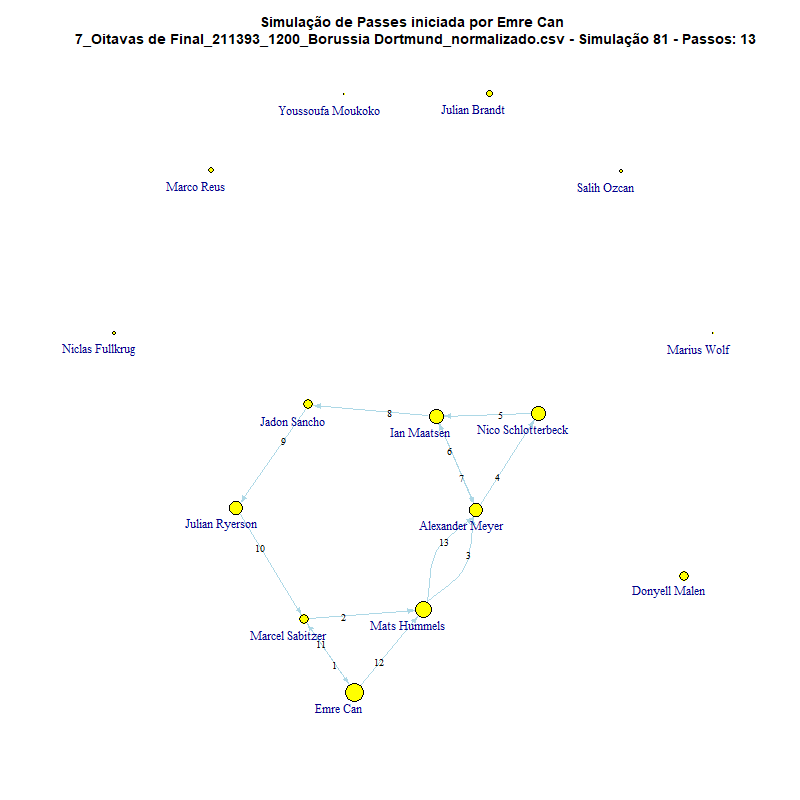 Simulação de Passes iniciada por Emre Can
7_Oitavas de Final_211393_1200_Borussia Dortmund_normalizado.csv - Simulação 81 - Passos: 13
Youssoufa Moukoko
Julian Brandt
Marco Reus
Salih Ozcan
Niclas Fullkrug
Marius Wolf
8
5
Jadon Sancho
Ian Maatsen
Nico Schlotterbeck
9
6
7
4
Julian Ryerson
Alexander Meyer
10
13
3
Donyell Malen
2
Mats Hummels
Marcel Sabitzer
11
1
12
Emre Can